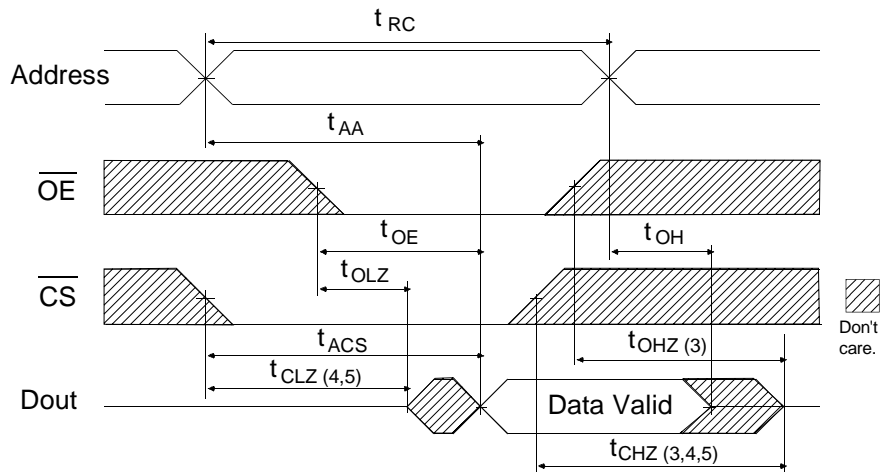 t RC
Address
t AA
OE
t OE
t OH
t OLZ
CS
Don't
care.
t ACS
t OHZ (3)
t CLZ (4,5)
Dout
Data Valid
t CHZ (3,4,5)